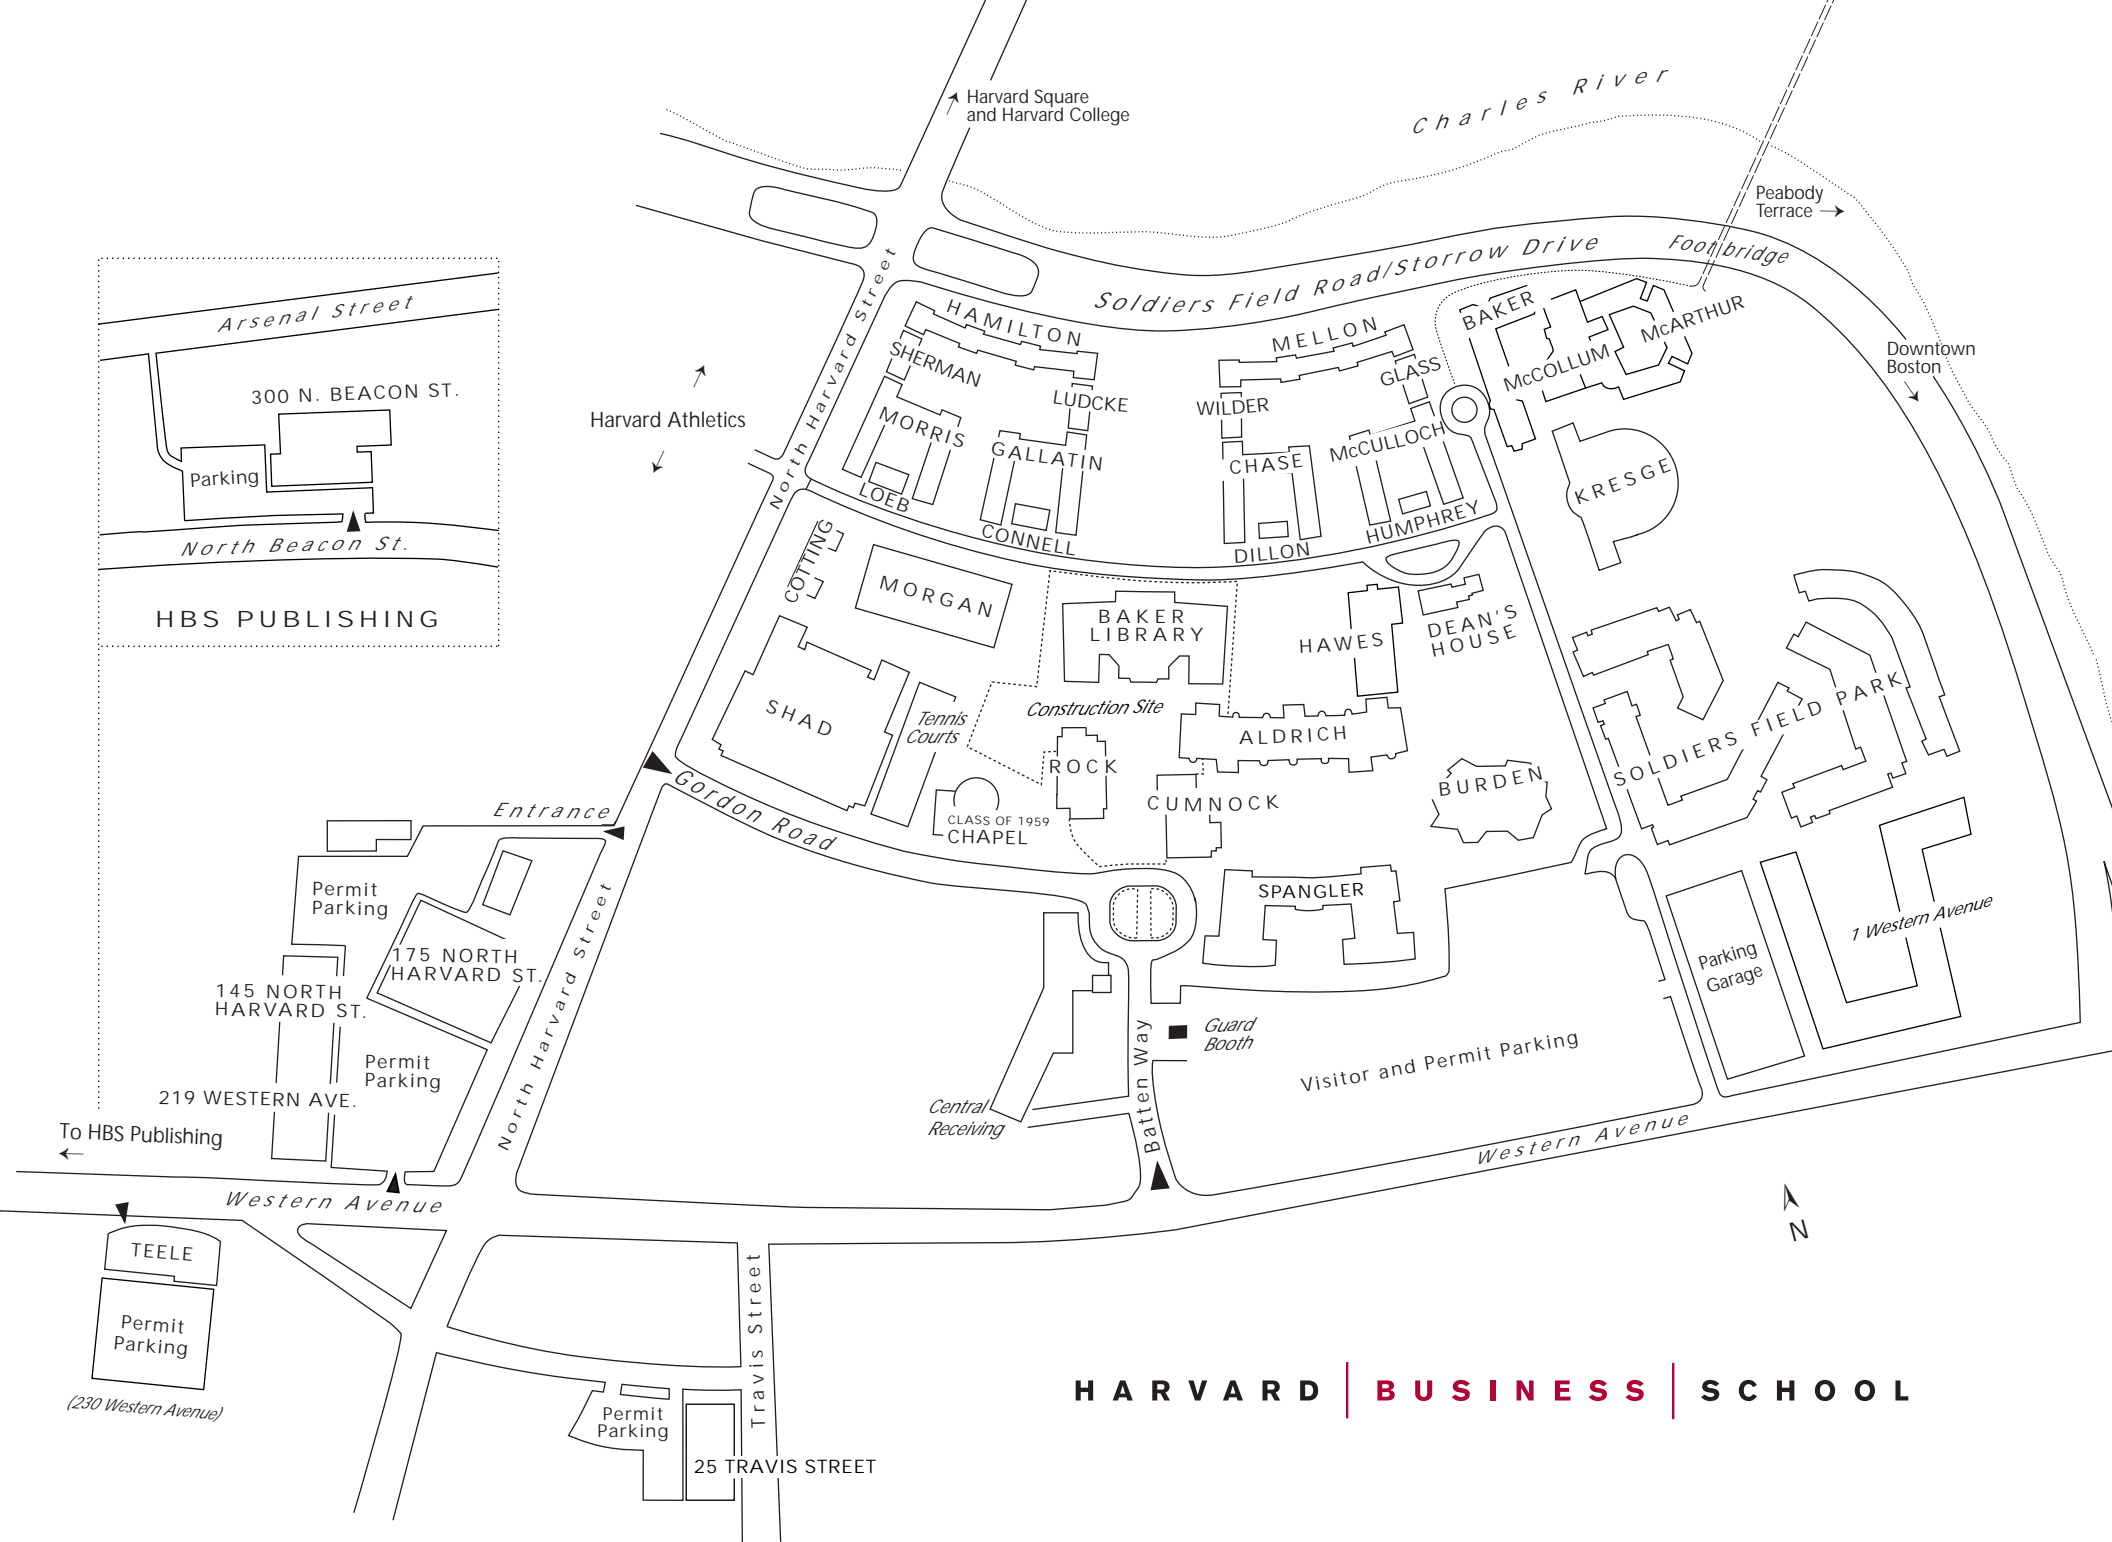 Charles River
Harvard Square
and Harvard College
Peabody
Terrace
Soldiers Field Road/Storrow Drive
Footbridge
Arsenal Street
300 N. BEACON ST.
Parking
North Beacon St.
HBS PUBLISHING
Harvard Athletics
North Harvard Street
HAMILTON
SHERMAN
LUDCKE
MORRIS
GALLATIN
LOEB
CONNELL
MELLON
GLASS
WILDER
CHASE
McCULLOCH
DILLON
HUMPHREY
BAKER
McARTHUR
McCOLLUM
Downtown
Boston
KRESGE
COTTING
MORGAN
BAKER
LIBRARY
HAWES
DEAN'S
HOUSE
SHAD
Tennis
Courts
Construction Site
ALDRICH
ROCK
CUMNOCK
BURDEN
SOLDIERS FIELD PARK
CLASS OF 1959
CHAPEL
Gordon Road
Entrance
SPANGLER
Permit
Parking
175 NORTH
HARVARD ST.
145 NORTH
HARVARD ST.
Permit
Parking
219 WESTERN AVE.
North Harvard Street
To HBS Publishing
Western Avenue
TEELE
Permit
Parking
(230 Western Avenue)
Central
Receiving
Batten Way
Guard
Booth
Visitor and Permit Parking
Parking
Garage
1 Western Avenue
Western Avenue
N
Travis Street
Permit
Parking
25 TRAVIS STREET
HARVARD BUSINESS SCHOOL